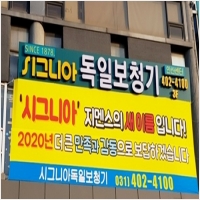 SINCE 1878
시그니아 독일보청기
402-4100
3F
'시그니아' 지멘스의 새 이름 입니다!
2020년 더 큰 만족과 감동으로 보답하겠습니다
시그니아독일보청기 031) 402-4100